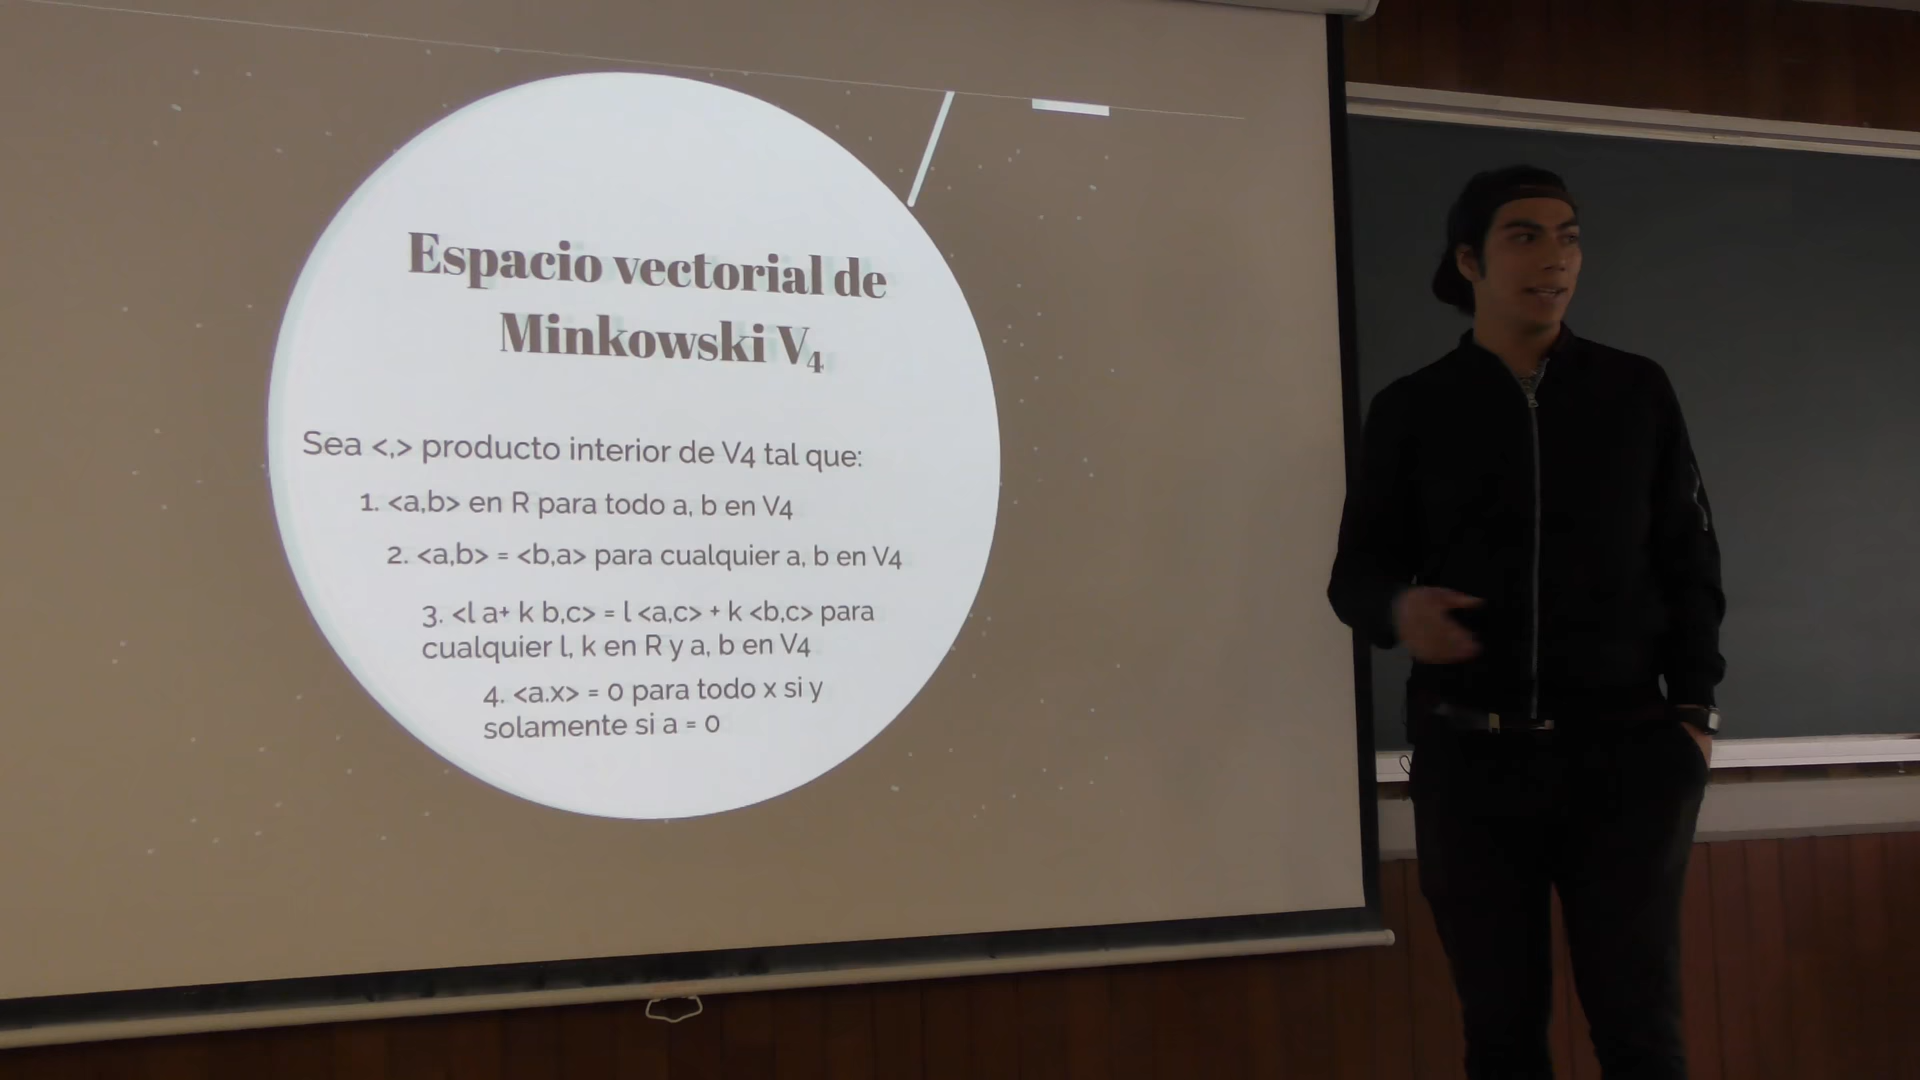 Espacio vectorial de
Minkowski V₄
Sea <,> producto interior de V4 tal que:
1. <a,b> en R para todo a, b en V4
2. <a,b> = <b,a> para cualquier a, b en V4
3. <l a+ k b,c> = l <a,c> + k <b,c> para
cualquier l, k en R y a, b en V4
4. <a.x> = 0 para todo x si y
solamente si a = 0